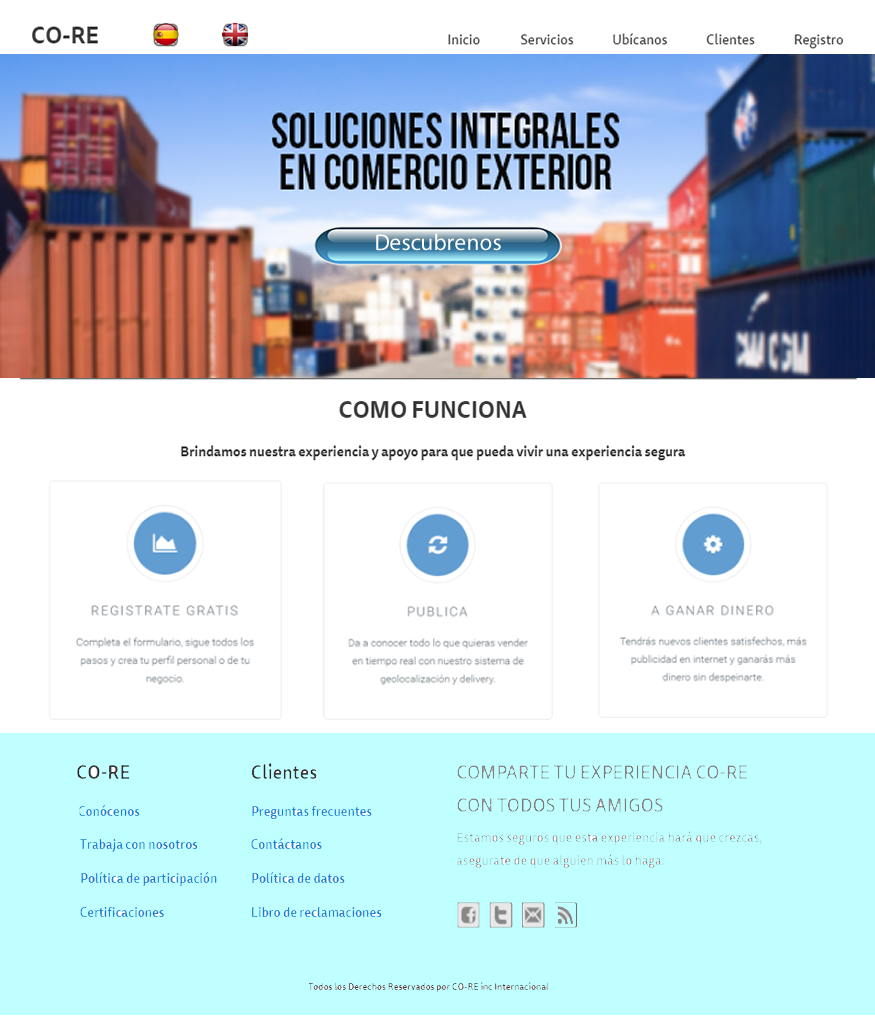 CO-RE
Inicio Servicios Ubícanos Clientes Registro
SOLUCIONES INTEGRALES
EN COMERCIO EXTERIOR
Descubrenos
CMA CGM
COMO FUNCIONA
Brindamos nuestra experiencia y apoyo para que pueda vivir una experiencia segura
REGISTRATE GRATIS
Completa el formulario, sigue todos los
pasos y crea tu perfil personal o de tu
negocio.
PUBLICA
Da a conocer todo lo que quieras vender
en tiempo real con nuestro sistema de
geolocalización y delivery.
A GANAR DINERO
Tendrás nuevos clientes satisfechos, más
publicidad en internet y ganarás más
dinero sin despeinarte.
CO-RE
Conócenos
Trabaja con nosotros
Política de participación
Certificaciones
Clientes
Preguntas frecuentes
Contáctanos
Política de datos
Libro de reclamaciones
COMPARTE TU EXPERIENCIA CO-RE
CON TODOS TUS AMIGOS
Estamos seguros que esta experiencia hará que crezcas,
asegurate de que alguien más lo haga.
Todos los Derechos Reservados por CO-RE inc Internacional